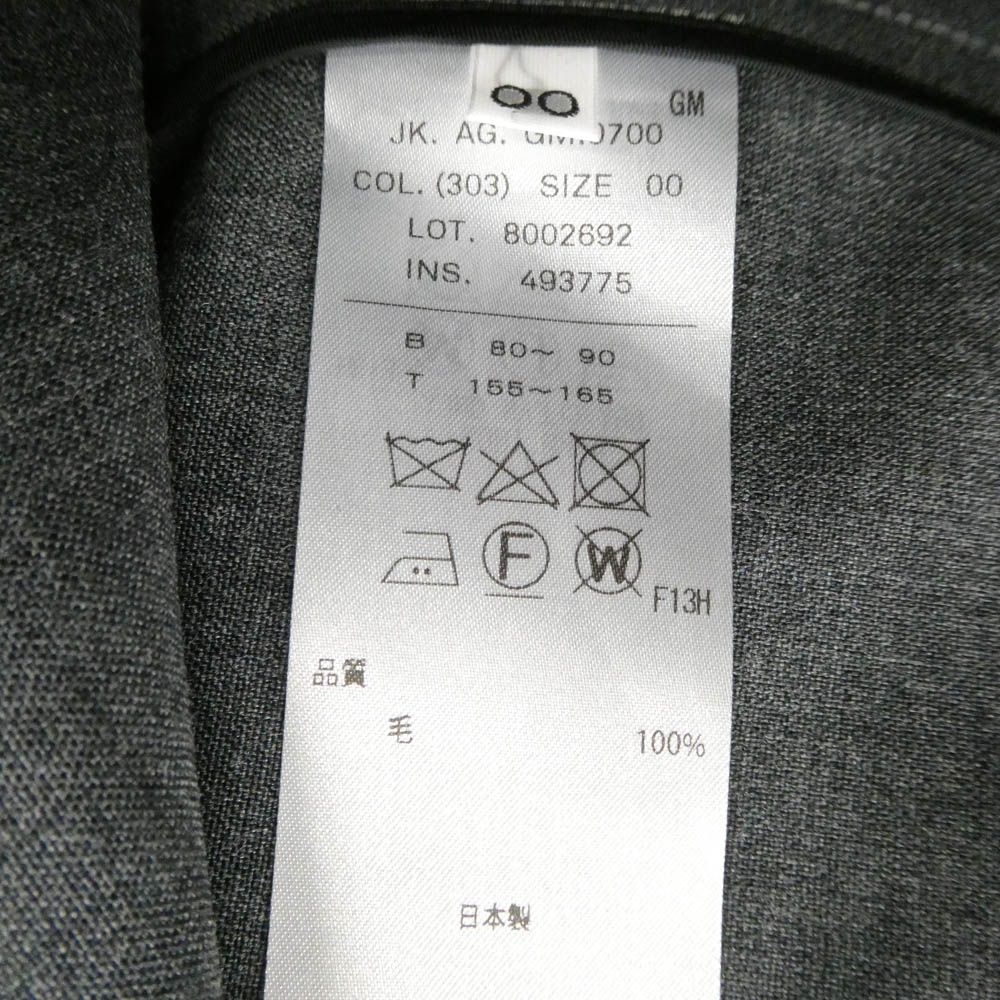 00
GM
JK. AG.
COL. (303) SIZE 00
LOT. 8002692
INS. 493775
B 80～ 90
T 155～165
F W
F13H
品質
毛 100%
日本製